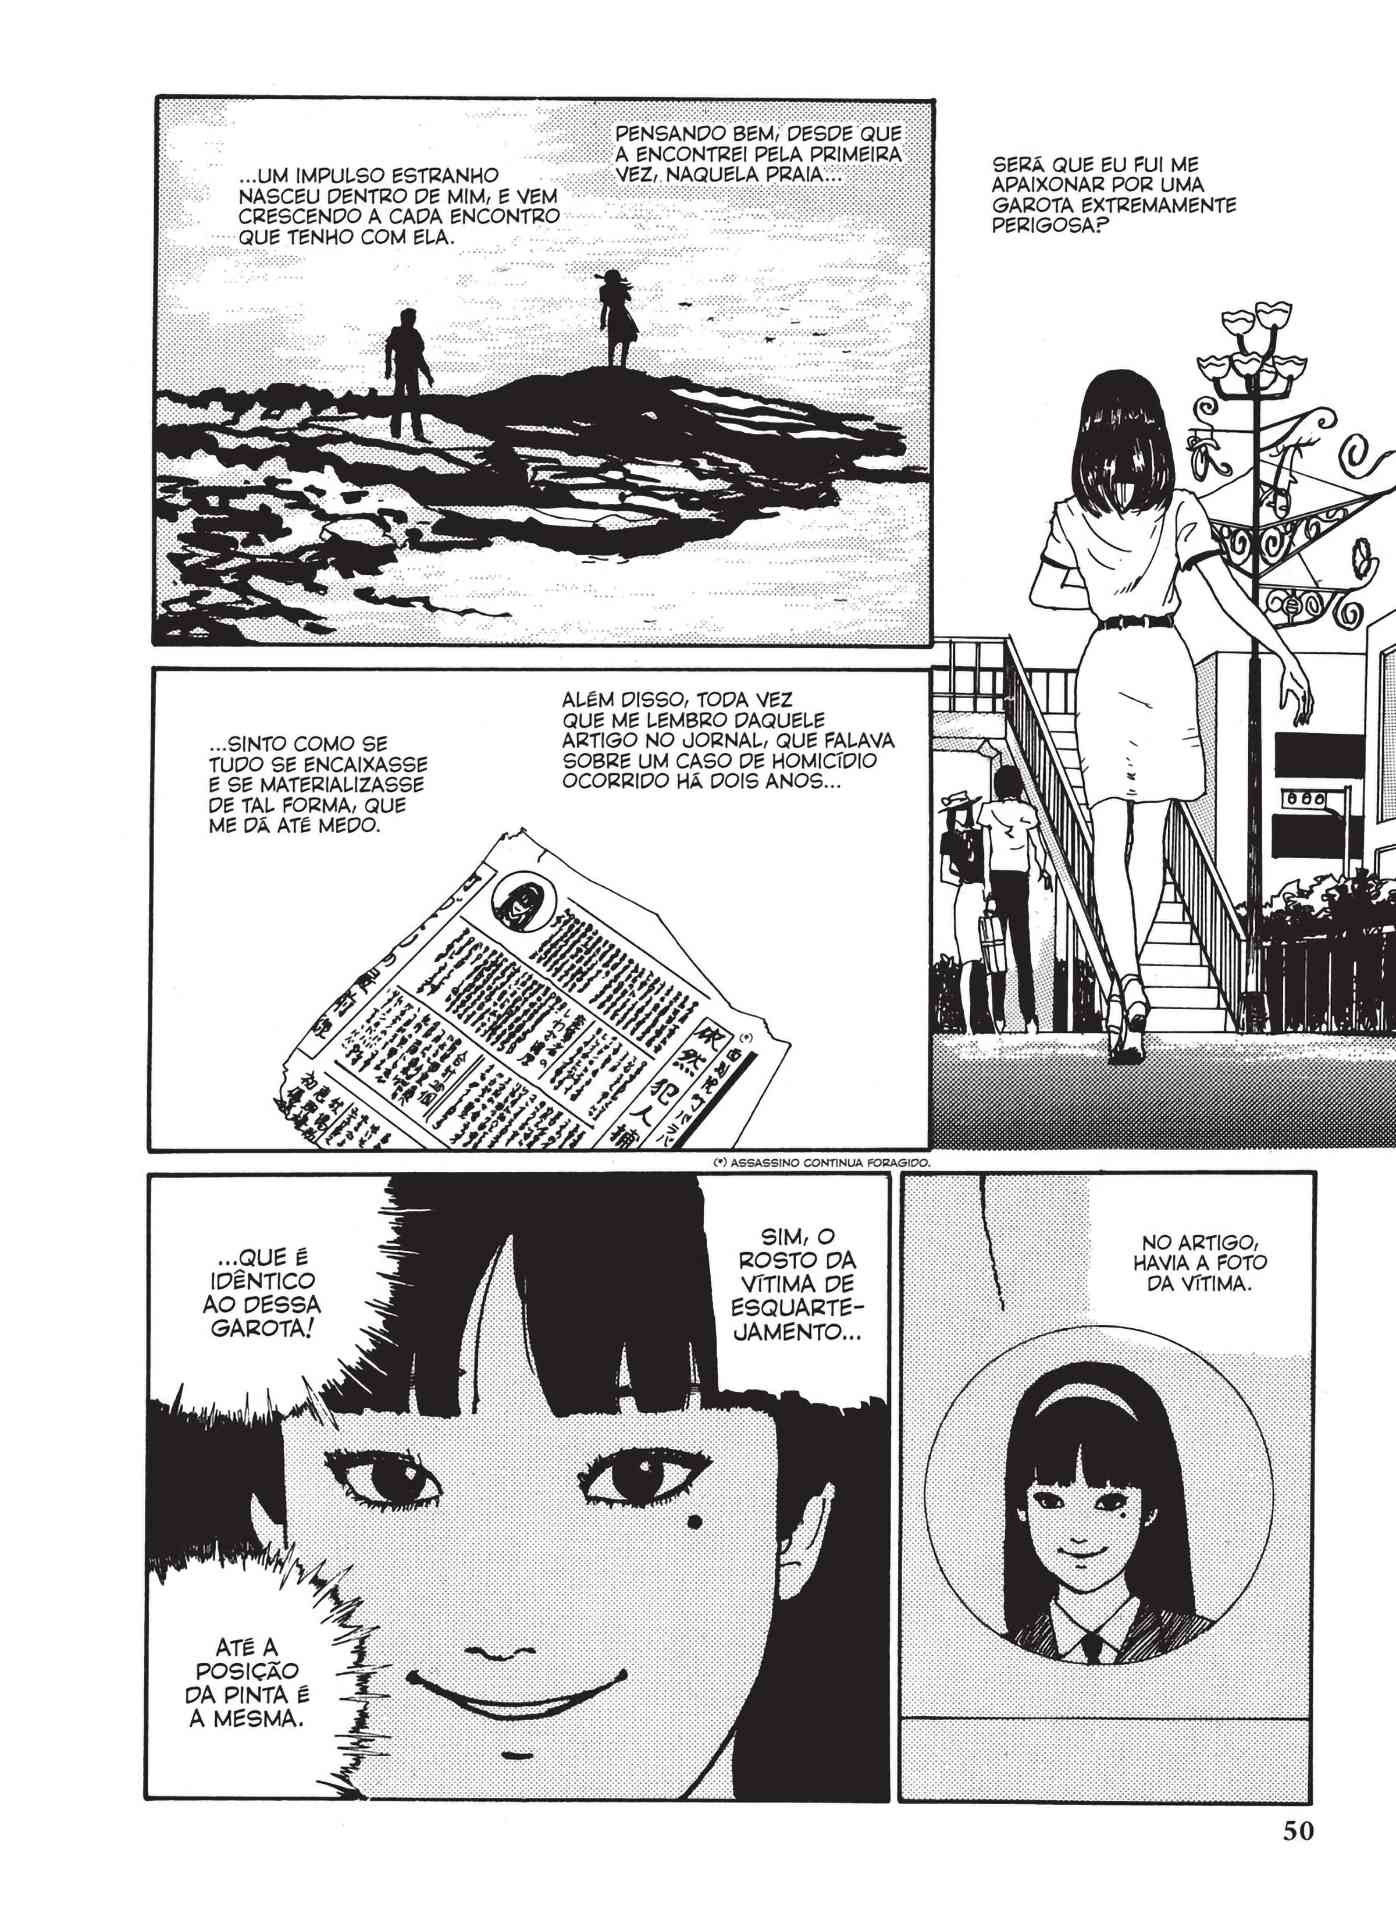 SERÁ QUE EU FUI ME
APAIXONAR POR UMA
GAROTA EXTREMAMENTE
PERIGOSA?
PENSANDO BEM, DESDE QUE
A ENCONTREI PELA PRIMEIRA
VEZ, NAQUELA PRAIA...
...UM IMPULSO ESTRANHO
NASCEU DENTRO DE MIM, E VEM
CRESCENDO A CADA ENCONTRO
QUE TENHO COM ELA.
ALÉM DISSO, TODA VEZ
QUE ME LEMBRO DAQUELE
ARTIGO NO JORNAL, QUE FALAVA
SOBRE UM CASO DE HOMICÍDIO
OCORRIDO HÁ DOIS ANOS...
...SINTO COMO SE
TUDO SE ENCAIXASSE
E SE MATERIALIZASSE
DE TAL FORMA, QUE
ME DÁ ATÉ MEDO.
(*)
依然犯人捕
(*) ASSASSINO CONTINUA FORAGIDO.
NO ARTIGO,
HAVIA A FOTO
DA VÍTIMA.
SIM, O
ROSTO DA
VÍTIMA DE
ESQUARTE-
JAMENTO...
...QUE É
IDÊNTICO
AO DESSA
GAROTA!
ATÉ A
POSIÇÃO
DA PINTA É
A MESMA.
50